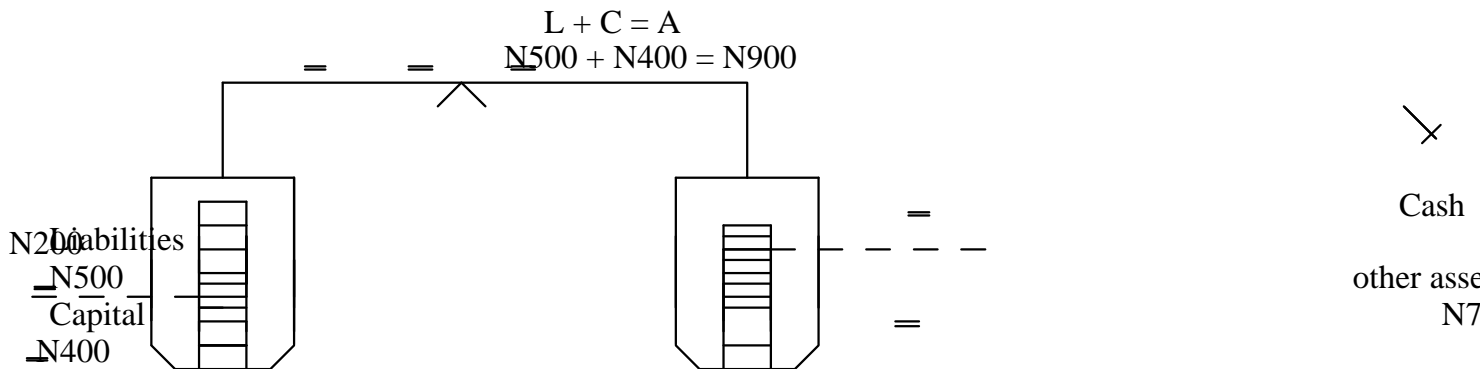 L + C = A
N500 + N400 = N900
Cash
N200
Liabilities
N500
other asse
Capital
N7
N400